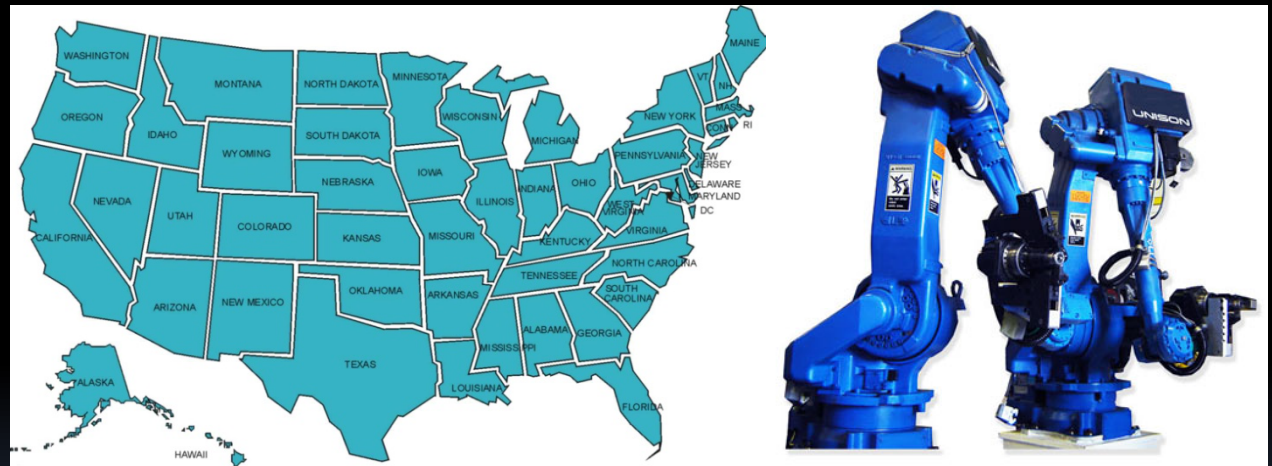 WASHINGTON
OREGON
CALIFORNIA
NEVADA
IDAHO
MONTANA
WYOMING
UTAH
COLORADO
ARIZONA
NEW MEXICO
NORTH DAKOTA
SOUTH DAKOTA
NEBRASKA
KANSAS
OKLAHOMA
TEXAS
MINNESOTA
IOWA
MISSOURI
ARKANSAS
LOUISIANA
WISCONSIN
ILLINOIS
MICHIGAN
INDIANA
OHIO
KENTUCKY
TENNESSEE
MISSISSIPPI
ALABAMA
GEORGIA
FLORIDA
SOUTH
CAROLINA
NORTH CAROLINA
VIRGINIA
WEST
VIRGINIA
PENNSYLVANIA
NEW YORK
VT
NH
MAINE
MASS
RI
CONN
NEW
JERSEY
DELAWARE
MARYLAND
DC
ALASKA
HAWAII
UNISON